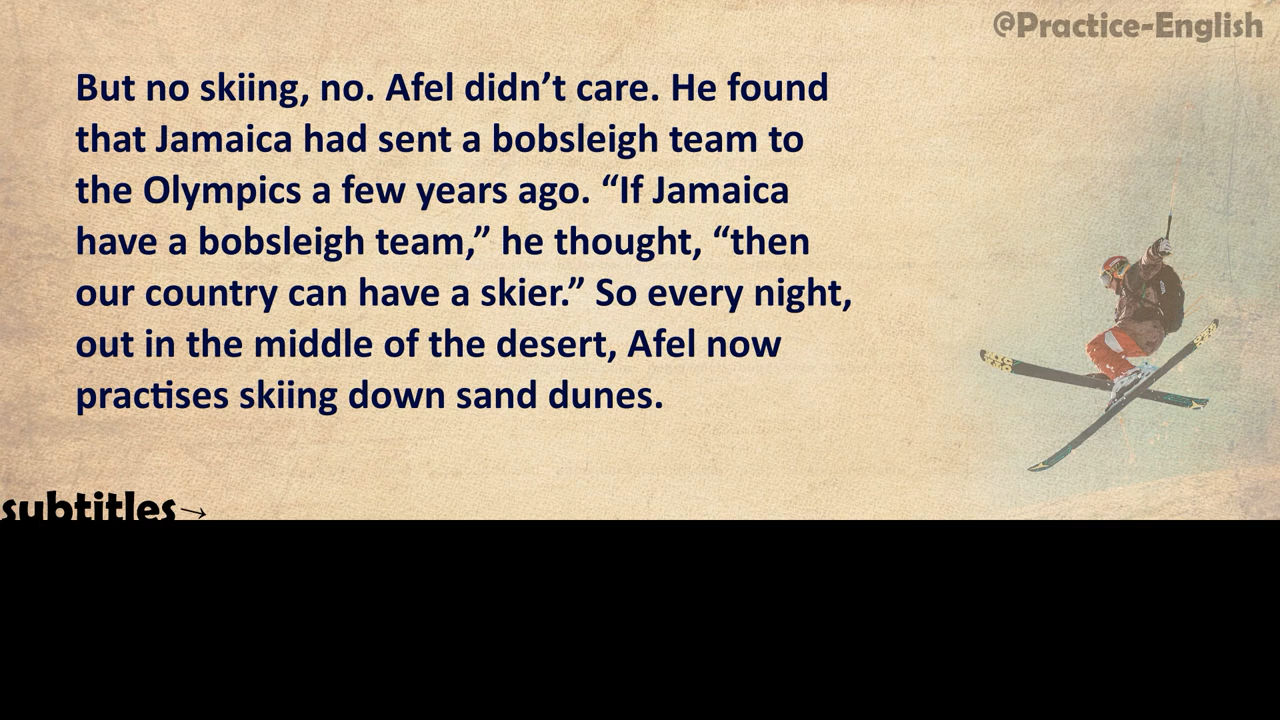 @Practice-English
But no skiing, no. Afel didn’t care. He found
that Jamaica had sent a bobsleigh team to
the Olympics a few years ago. “If Jamaica
have a bobsleigh team,” he thought, “then
our country can have a skier.” So every night,
out in the middle of the desert, Afel now
practises skiing down sand dunes.
subtitles→